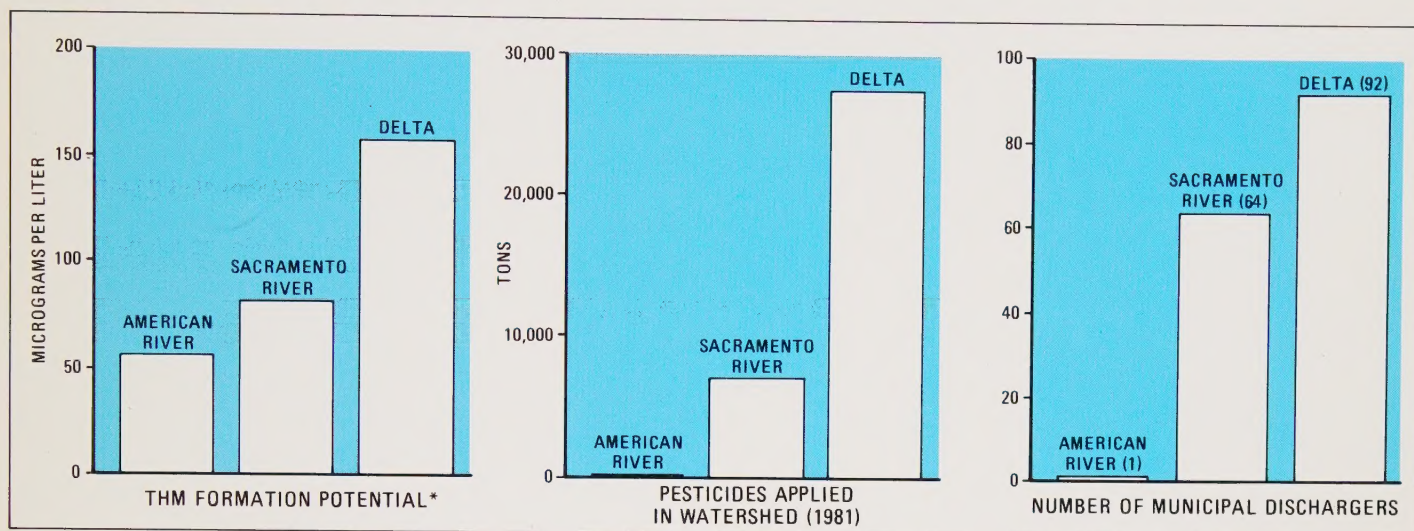 200
150
100
50
0
MICROGRAMS PER LITER
AMERICAN
RIVER
SACRAMENTO
RIVER
DELTA
THM FORMATION POTENTIAL*
30,000
20,000
10,000
0
TONS
AMERICAN
RIVER
SACRAMENTO
RIVER
DELTA
PESTICIDES APPLIED
IN WATERSHED (1981)
100
80
60
40
20
0
AMERICAN
RIVER (1)
SACRAMENTO
RIVER (64)
DELTA (92)
NUMBER OF MUNICIPAL DISCHARGERS